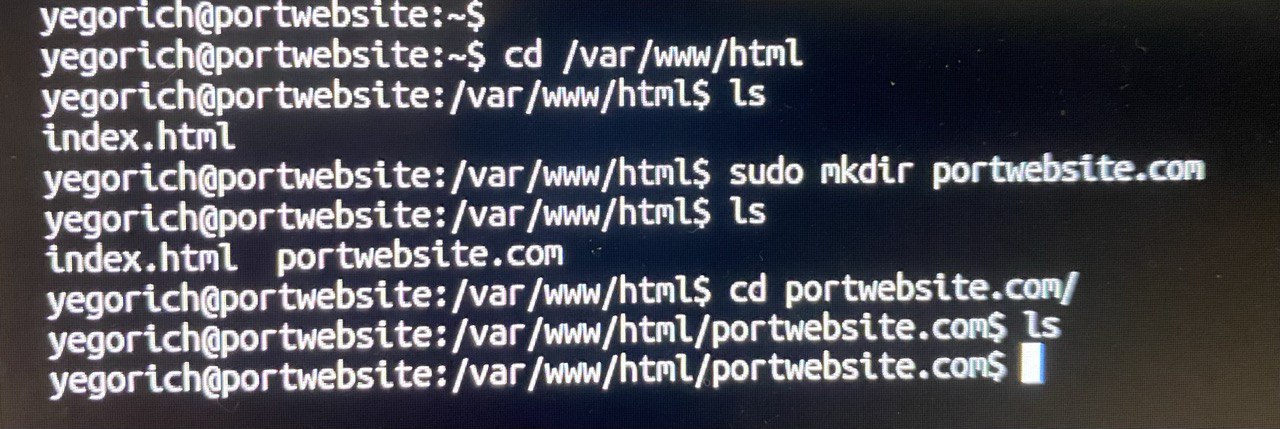 yegorich@portwebsite:~$
yegorich@portwebsite:~$ cd /var/www/html
yegorich@portwebsite:/var/www/html$ ls
index.html
yegorich@portwebsite:/var/www/html$ sudo mkdir portwebsite.com
yegorich@portwebsite:/var/www/html$ ls
index.html  portwebsite.com
yegorich@portwebsite:/var/www/html$ cd portwebsite.com/
yegorich@portwebsite:/var/www/html/portwebsite.com$ ls
yegorich@portwebsite:/var/www/html/portwebsite.com$